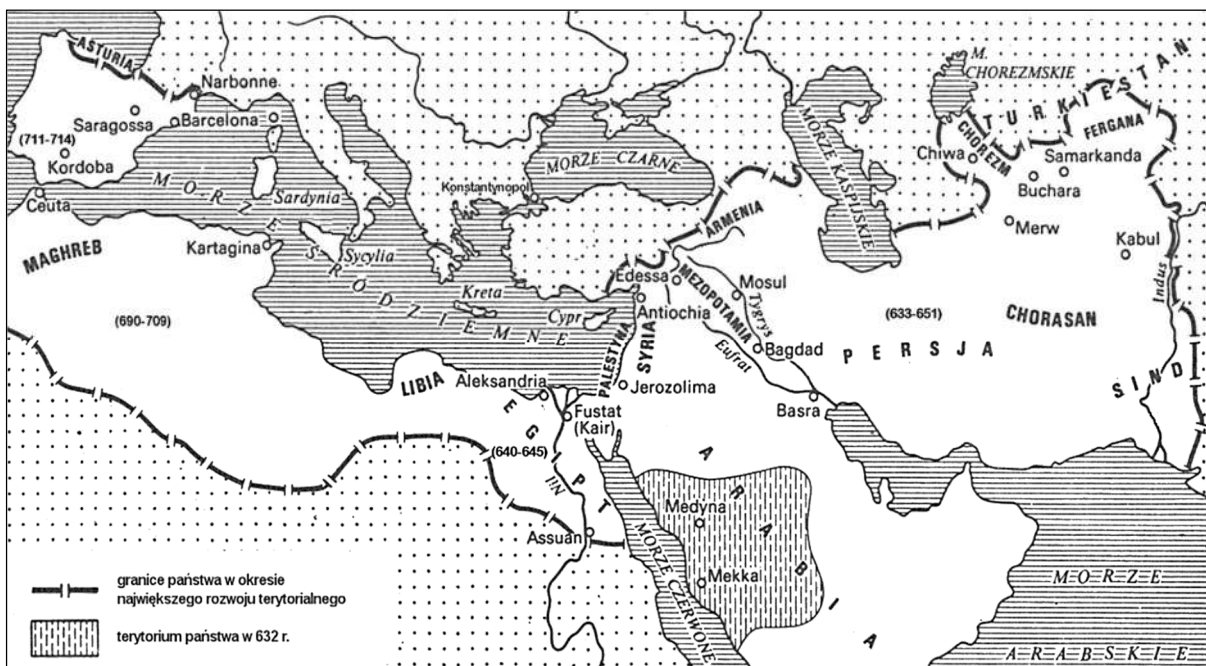 ASTURIA
Narbonne
Saragossa
Barcelona
(711-714)
Kordoba
Ceuta
MORZE ŚRÓDZIEMNE
Sardynia
MAGHREB
Kartagina
Sycylia
(690-709)
Kreta
Cypr
Konstantynopol
MORZE CZARNE
MORZE KASPIJSKIE
M.
CHOREZMSKIE
TURKIESTAN
CHOREZM
FERGANA
Chiwa
Samarkanda
Buchara
Merw
Kabul
Indus
ARMENIA
Edessa
MEZOPOTAMIA
Mosul
Tygrys
Antiochia
(633-651)
CHORASAN
PERSJA
SIND
PALESTYNA
SYRIA
Eufrat
Bagdad
Basra
LIBIA
Aleksandria
Jerozolima
EGIPT
Fustat
(Kair)
(640-645)
Nil
Assuan
ARABIA
Medyna
Mekka
MORZE CZERWONE
MORZE
ARABSKIE
granice państwa w okresie
największego rozwoju terytorialnego
terytorium państwa w 632 r.